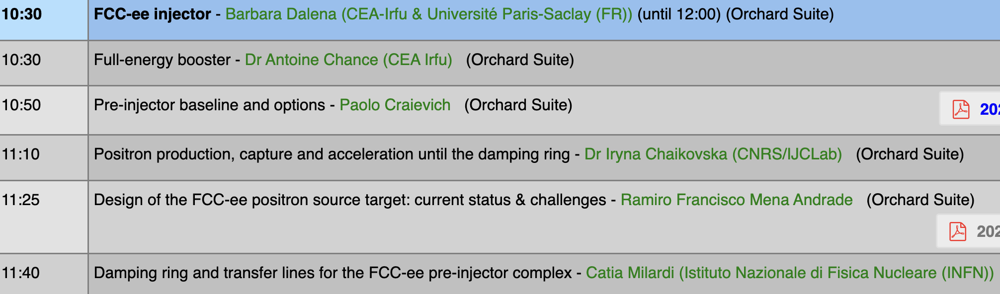 10:30 FCC-ee injector - Barbara Dalena (CEA-Irfu & Université Paris-Saclay (FR)) (until 12:00) (Orchard Suite)
10:30 Full-energy booster - Dr Antoine Chance (CEA Irfu) (Orchard Suite)
10:50 Pre-injector baseline and options - Paolo Craievich (Orchard Suite)
202
11:10 Positron production, capture and acceleration until the damping ring - Dr Iryna Chaikovska (CNRS/IJCLab) (Orchard Suite)
11:25 Design of the FCC-ee positron source target: current status & challenges - Ramiro Francisco Mena Andrade (Orchard Suite)
202
11:40 Damping ring and transfer lines for the FCC-ee pre-injector complex - Catia Milardi (Istituto Nazionale di Fisica Nucleare (INFN))